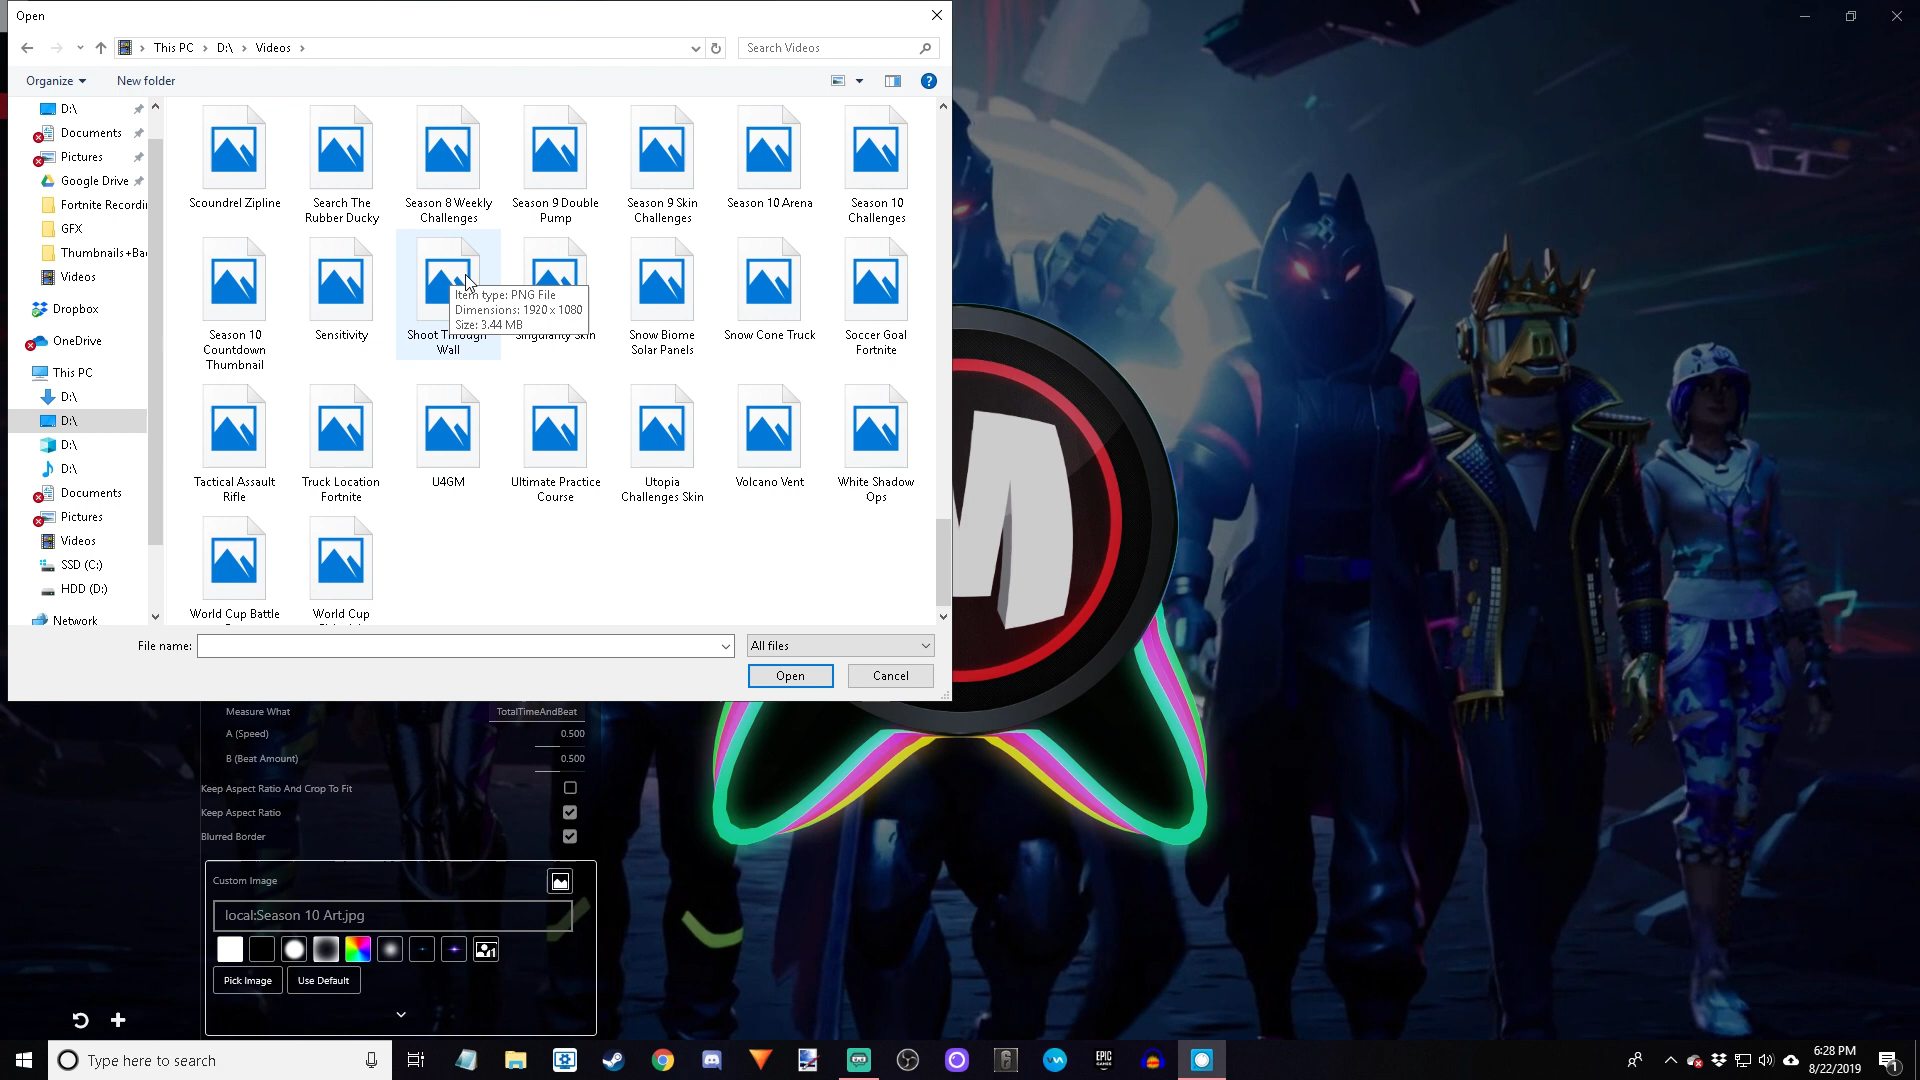 Open
This PC
D:\
Videos
Search Videos
Organize
New folder
D:\
Documents
Pictures
Google Drive
Fortnite Recordi
GFX
Thumbnails+Ba
Videos
Dropbox
OneDrive
This PC
D:\
D:\
D:\
D:\
Documents
Pictures
Videos
SSD (C:)
HDD (D:)
Network
Scoundrel Zipline
Search The
Rubber Ducky
Season 8 Weekly
Challenges
Season 9 Double
Pump
Season 9 Skin
Challenges
Season 10 Arena
Season 10
Challenges
Season 10
Countdown
Thumbnail
Sensitivity
Shoot Through
Wall
Item type: PNG File
Dimensions: 1920 x 1080
Size: 3.44 MB
Singularity Skin
Snow Biome
Solar Panels
Snow Cone Truck
Soccer Goal
Fortnite
Tactical Assault
Rifle
Truck Location
Fortnite
U4GM
Ultimate Practice
Course
Utopia
Challenges Skin
Volcano Vent
White Shadow
Ops
World Cup Battle
World Cup
File name:
All files
Open
Cancel
M
Measure What
TotalTimeAndBeat
A (Speed)
0.500
B (Beat Amount)
0.500
Keep Aspect Ratio And Crop To Fit
Keep Aspect Ratio
Blurred Border
Custom Image
local:Season 10 Art.jpg
Pick Image
Use Default
Type here to search
EPIC
GAMES
6:28 PM
8/22/2019
1